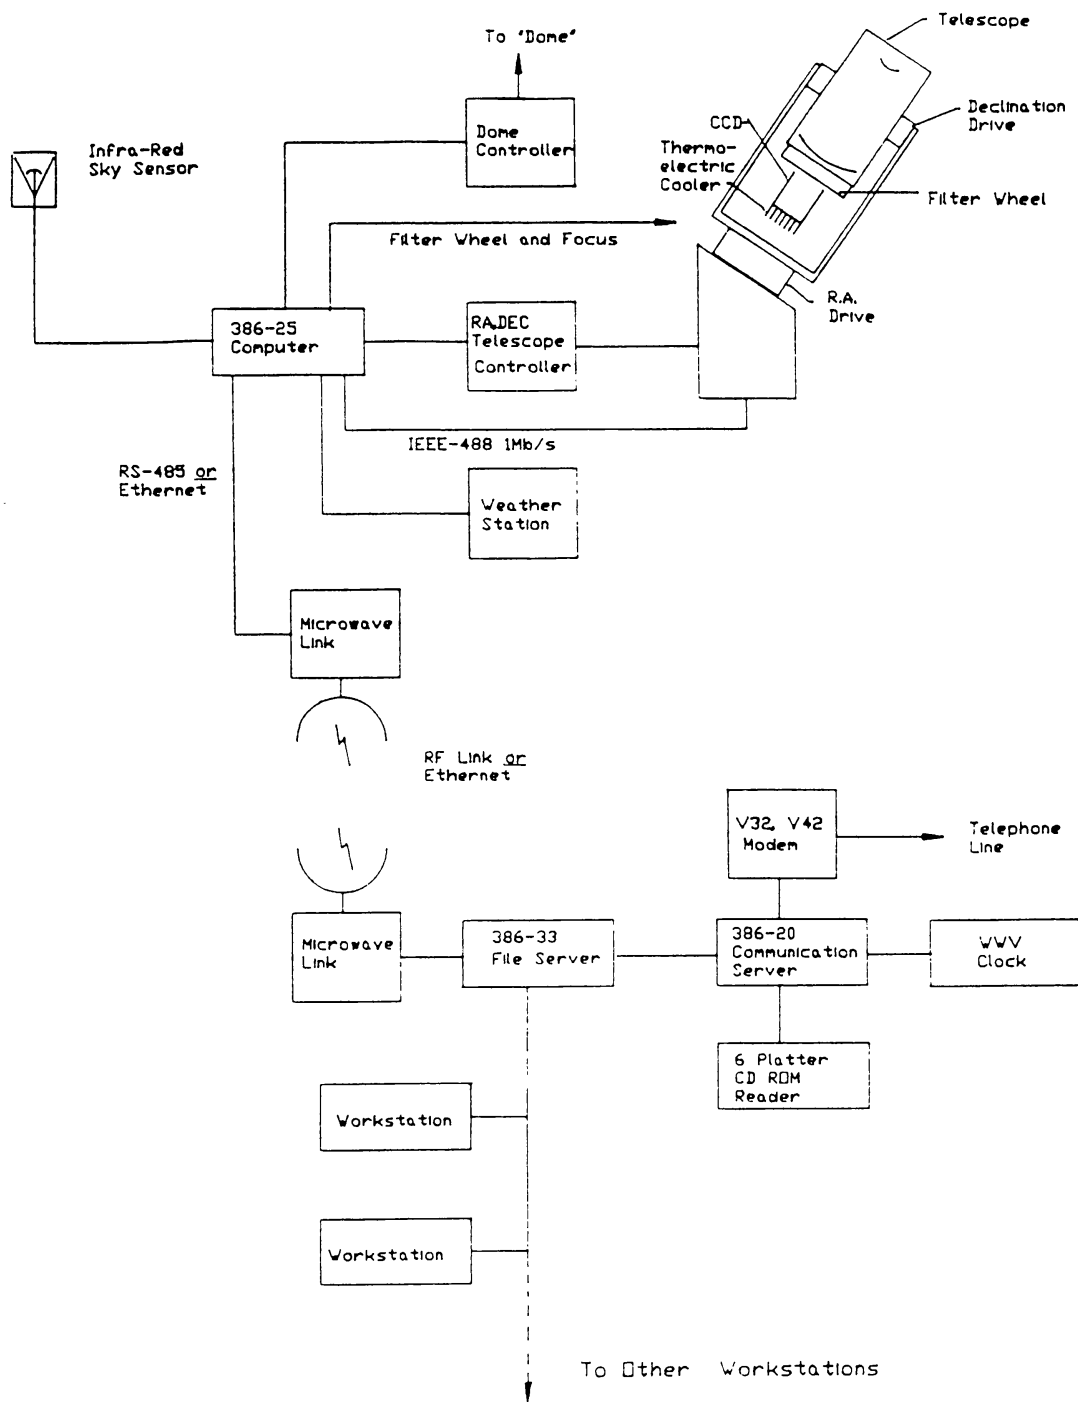 Telescope
To "Dome"
Declination
Drive
Dome
Controller
CCD
Thermo-
electric
Cooler
Infra-Red
Sky Sensor
Filter Wheel
Filter Wheel and Focus
R.A.
Drive
386-25
Computer
RA,DEC
Telescope
Controller
IEEE-488 1Mb/s
RS-485 or
Ethernet
Weather
Station
Microwave
Link
RF Link or
Ethernet
V32, V42
Modem
Telephone
Line
Microwave
Link
386-33
File Server
386-20
Communication
Server
WWV
Clock
6 Platter
CD ROM
Reader
Workstation
Workstation
To Other Workstations